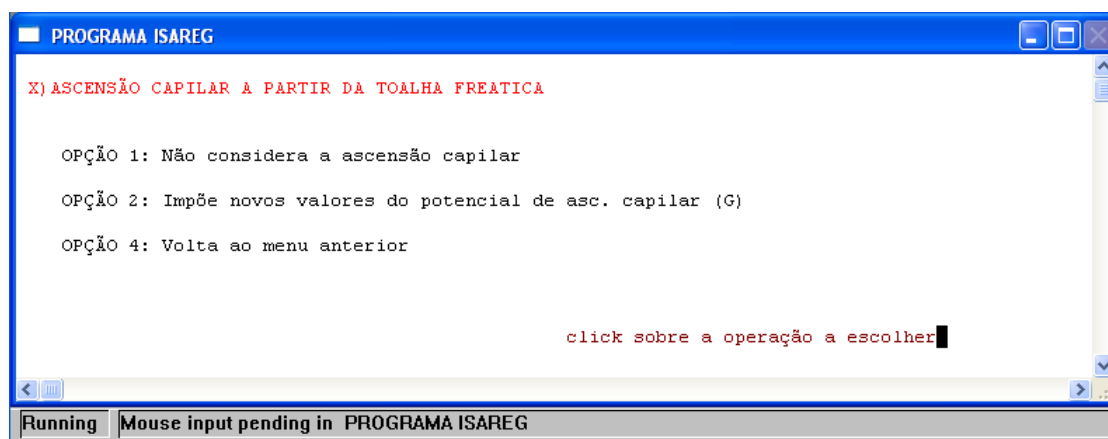 PROGRAMA ISAREG
X) ASCENSÃO CAPILAR A PARTIR DA TOALHA FREATICA
OPÇÃO 1: Não considera a ascensão capilar
OPÇÃO 2: Impõe novos valores do potencial de asc. capilar (G)
OPÇÃO 4: Volta ao menu anterior
click sobre a operação a escolher
Running Mouse input pending in PROGRAMA ISAREG